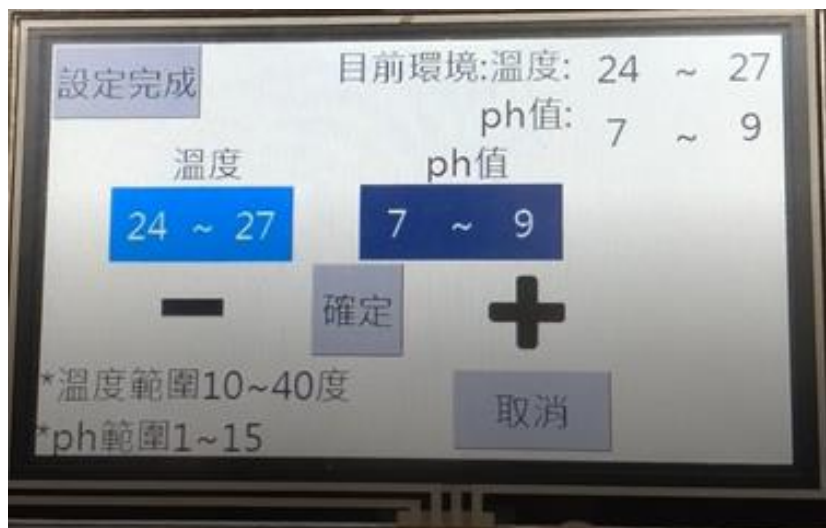 設定完成
目前環境:溫度: 24 ~ 27
ph值: 7 ~ 9
溫度 ph值
24 ~ 27 7 ~ 9
確定
*溫度範圍10~40度
取消
*ph範圍1~15